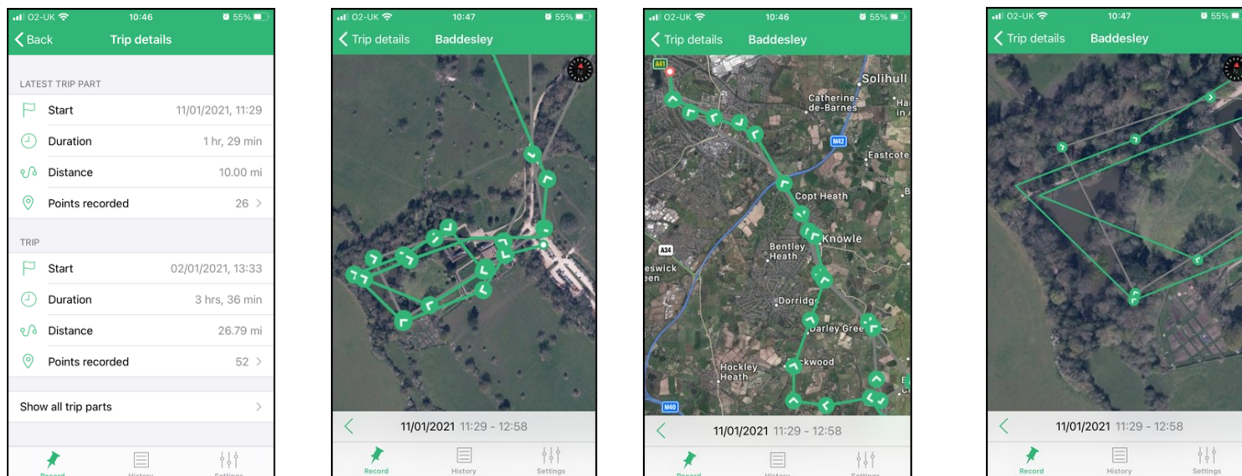 O2-UK 10:46 55%
Back Trip details
LATEST TRIP PART
Start 11/01/2021, 11:29
Duration 1 hr, 29 min
Distance 10.00 mi
Points recorded 26
TRIP
Start 02/01/2021, 13:33
Duration 3 hrs, 36 min
Distance 26.79 mi
Points recorded 52
Show all trip parts
Record History Settings
O2-UK 10:47 55%
Trip details Baddesley
11/01/2021 11:29 - 12:58
Record History Settings
O2-UK 10:46 55%
Trip details Baddesley
A41
Solihull
Catherine-
de-Barnes
M42
Eastcote
Copt Heath
Knowle
A34
Bentley
Heath
eswick
een
Dorridg
Darley Gree
ckwood
Hockley
Heath
M40
11/01/2021 11:29 - 12:58
Record History Settings
O2-UK 10:47 55%
Trip details Baddesley
11/01/2021 11:29 - 12:58
Record History Settings